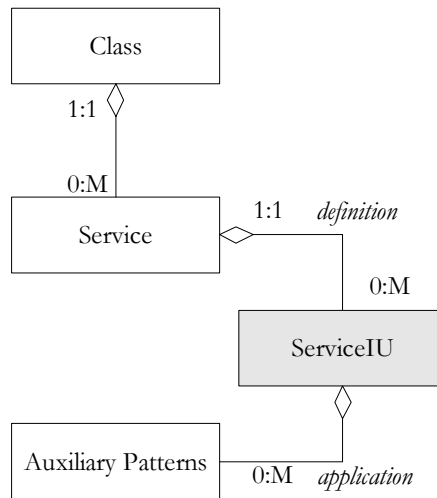 Class
1:1
0:M
Service
1:1 definition
0:M
ServiceIU
Auxiliary Patterns
0:M application